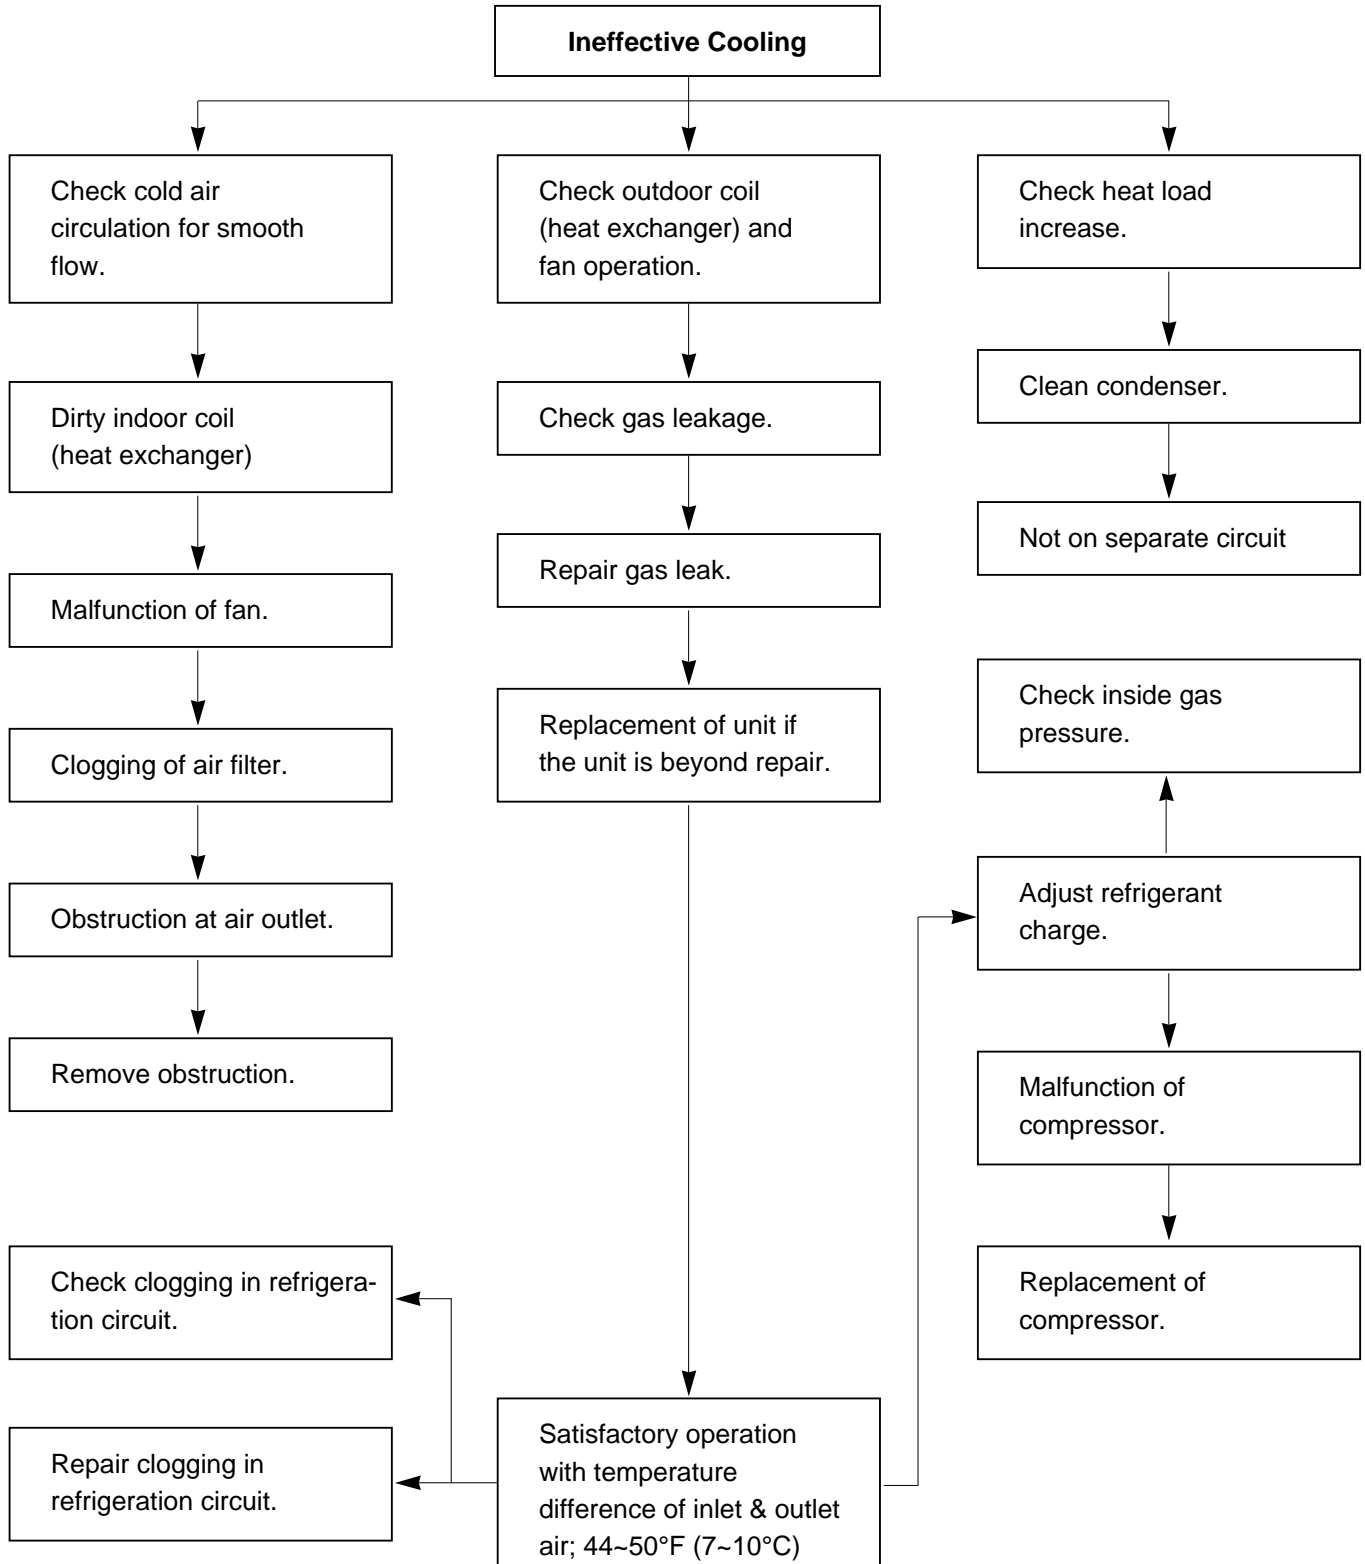 Ineffective Cooling
Check cold air
circulation for smooth
flow.
Dirty indoor coil
(heat exchanger)
Malfunction of fan.
Clogging of air filter.
Obstruction at air outlet.
Remove obstruction.
Check clogging in refrigera-
tion circuit.
Repair clogging in
refrigeration circuit.
Check outdoor coil
(heat exchanger) and
fan operation.
Check gas leakage.
Repair gas leak.
Replacement of unit if
the unit is beyond repair.
Satisfactory operation
with temperature
difference of inlet & outlet
air; 44~50°F (7~10°C)
Check heat load
increase.
Clean condenser.
Not on separate circuit
Check inside gas
pressure.
Adjust refrigerant
charge.
Malfunction of
compressor.
Replacement of
compressor.